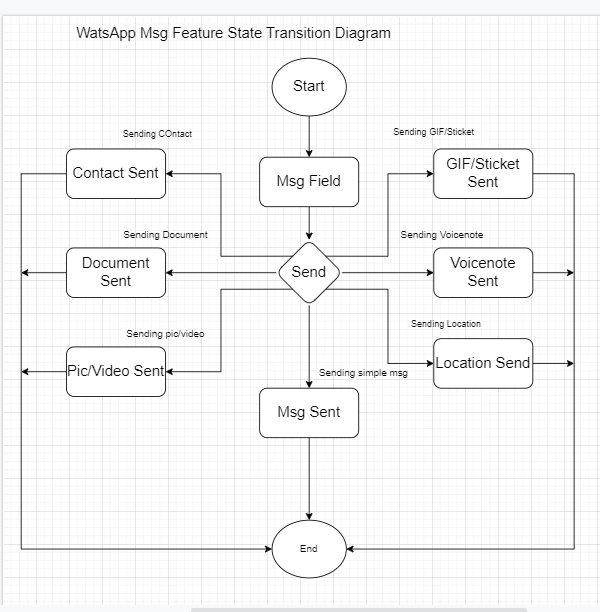 WatsApp Msg Feature State Transition Diagram
Start
Sending COntact
Sending GIF/Sticket
Contact Sent
Msg Field
GIF/Sticket
Sent
Sending Document
Sending Voicenote
Document
Sent
Send
Voicenote
Sent
Sending pic/video
Sending Location
Pic/Video Sent
Sending simple msg
Location Send
Msg Sent
End